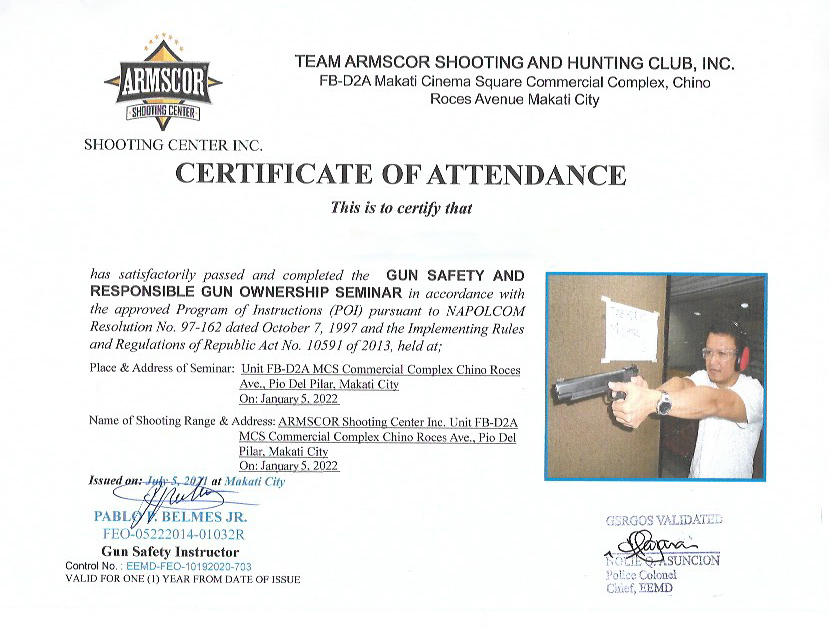 ARMSCOR
SHOOTING CENTER
SHOOTING CENTER INC.
TEAM ARMSCOR SHOOTING AND HUNTING CLUB, INC.
FB-D2A Makati Cinema Square Commercial Complex, Chino
Roces Avenue Makati City
CERTIFICATE OF ATTENDANCE
This is to certify that
has satisfactorily passed and completed the GUN SAFETY AND
RESPONSIBLE GUN OWNERSHIP SEMINAR in accordance with
the approved Program of Instructions (POI) pursuant to NAPOLCOM
Resolution No. 97-162 dated October 7, 1997 and the Implementing Rules
and Regulations of Republic Act No. 10591 of 2013, held at;
Place & Address of Seminar: Unit FB-D2A MCS Commercial Complex Chino Roces
Ave., Pio Del Pilar, Makati City
On: January 5, 2022
Name of Shooting Range & Address: ARMSCOR Shooting Center Inc. Unit FB-D2A
MCS Commercial Complex Chino Roces Ave., Pio Del
Pilar, Makati City
On: January 5, 2022
Issued on: July 5, 2021 at Makati City
PABLO P. BELMES JR.
FEO-05222014-01032R
Gun Safety Instructor
Control No. : EEMD-FEO-10192020-703
VALID FOR ONE (1) YEAR FROM DATE OF ISSUE
GSRGOS VALIDATED
NOLIE Q. ASUNCION
Police Colonel
Chief, EEMD